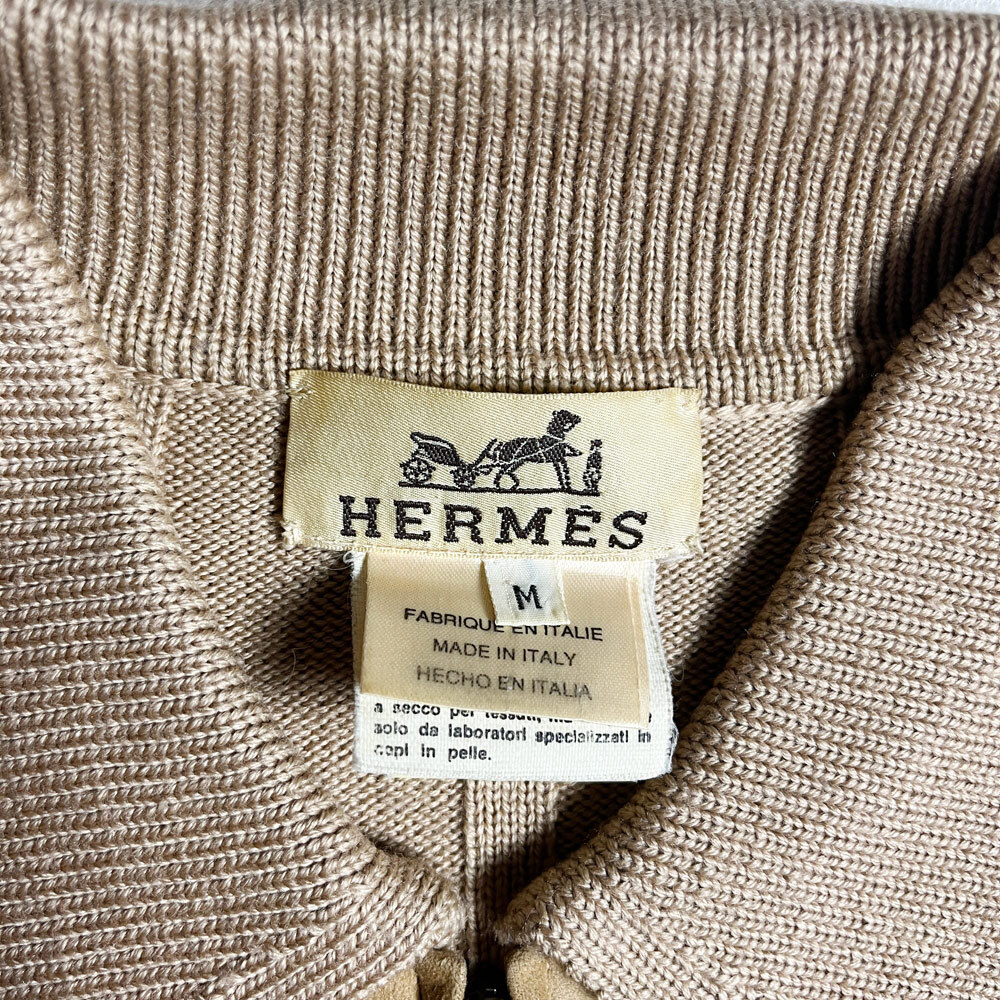 HERMÈS
M
FABRIQUE EN ITALIE
MADE IN ITALY
HECHO EN ITALIA
a secco per tessuti,
solo da laboratori specializzati in
capi in pelle.